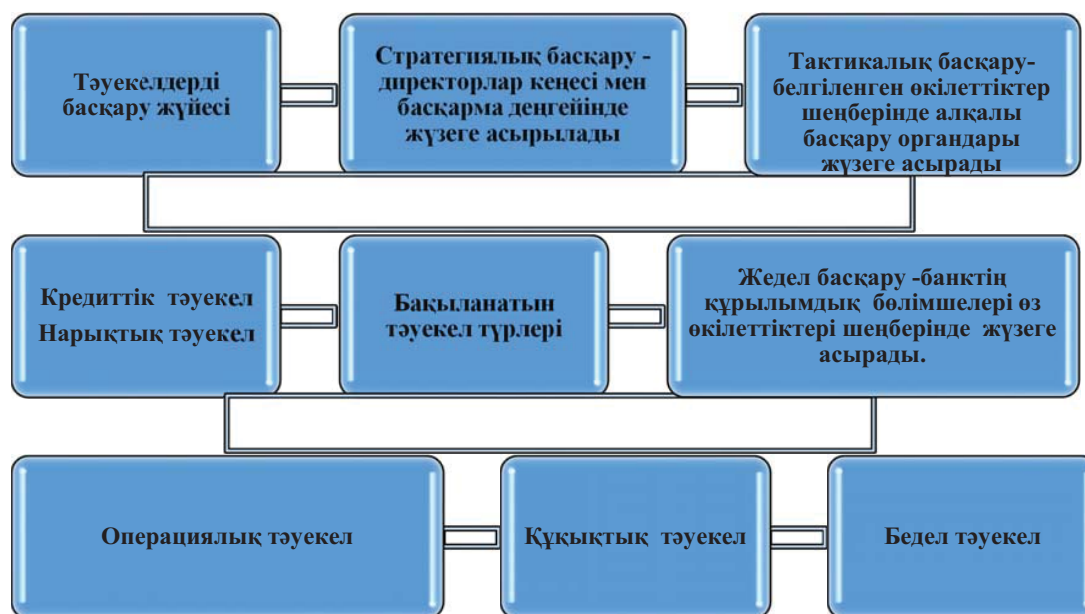 Тәуекелдерді
басқару жүйесі
Стратегиялық басқару -
директорлар кеңесі мен
басқарма деңгейінде
жүзеге асырылады
Тактикалық басқару-
белгіленген өкілеттіктер
шеңберінде алқалы
басқару органдары
жүзеге асырады
Кредиттік тәуекел
Нарықтық тәуекел
Бақыланатын
тәуекел түрлері
Жедел басқару -банктің
құрылымдық бөлімшелері өз
өкілеттіктері шеңберінде жүзеге
асырады.
Операциялық тәуекел
Құқықтық тәуекел
Бедел тәуекел